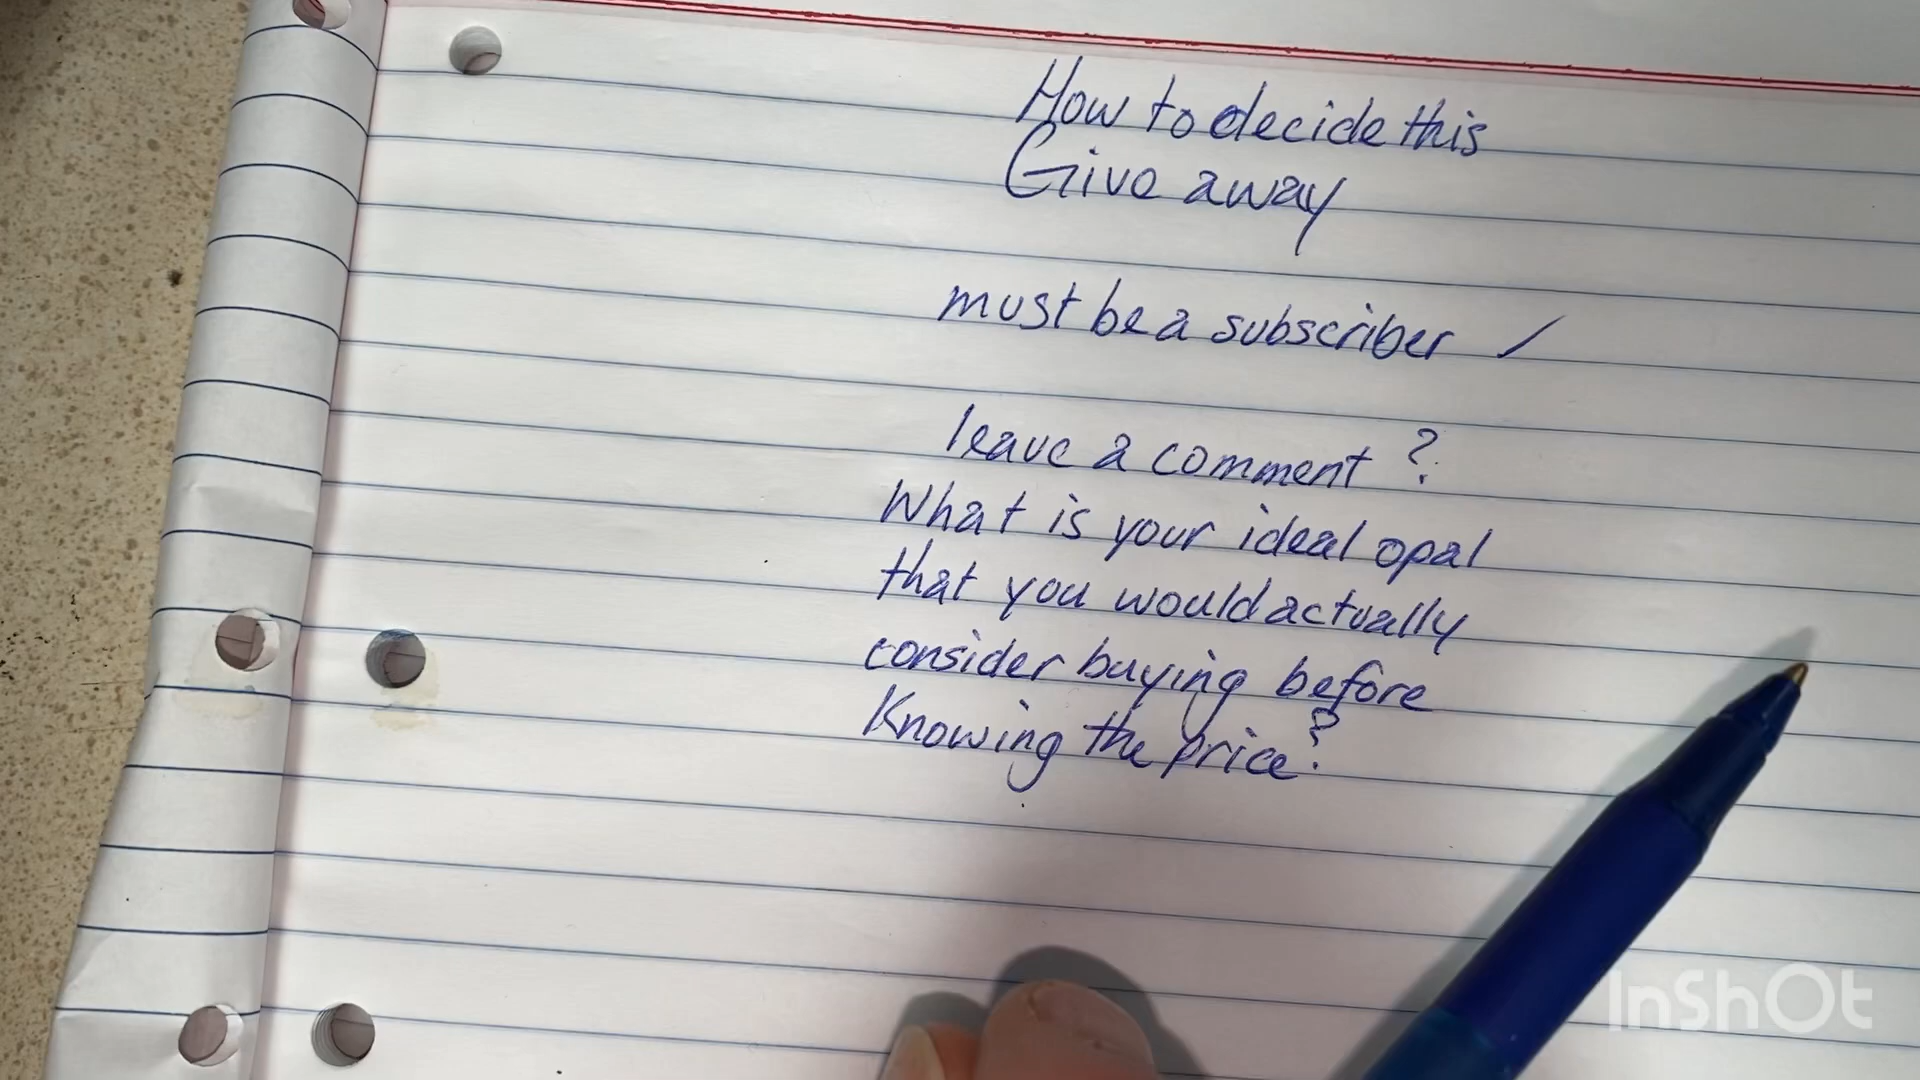 How to decide this
Give away
must be a subscriber /
leave a comment ?
What is your ideal opal
that you would actually
consider buying before
Knowing the price?
InShOt